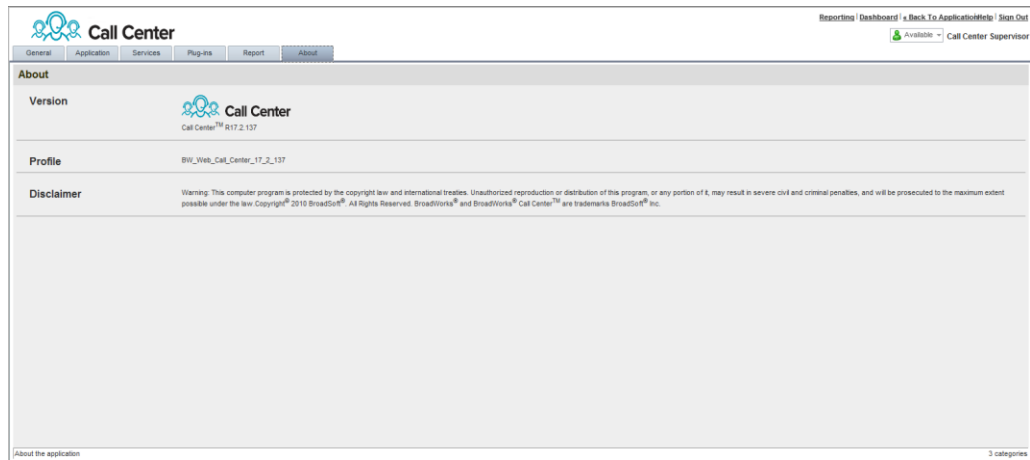 Call Center
Reporting | Dashboard | « Back To ApplicationHelp | Sign Out
Available Call Center Supervisor
General Application Services Plug-ins Report About
About
Version
Call Center
Call Center™ R17.2.137
Profile BW_Web_Call_Center_17_2_137
Disclaimer
Warning: This computer program is protected by the copyright law and international treaties. Unauthorized reproduction or distribution of this program, or any portion of it, may result in severe civil and criminal penalties, and will be prosecuted to the maximum extent
possible under the law.Copyright® 2010 BroadSoft®. All Rights Reserved. BroadWorks® and BroadWorks® Call Center™ are trademarks BroadSoft® Inc.
About the application 3 categories